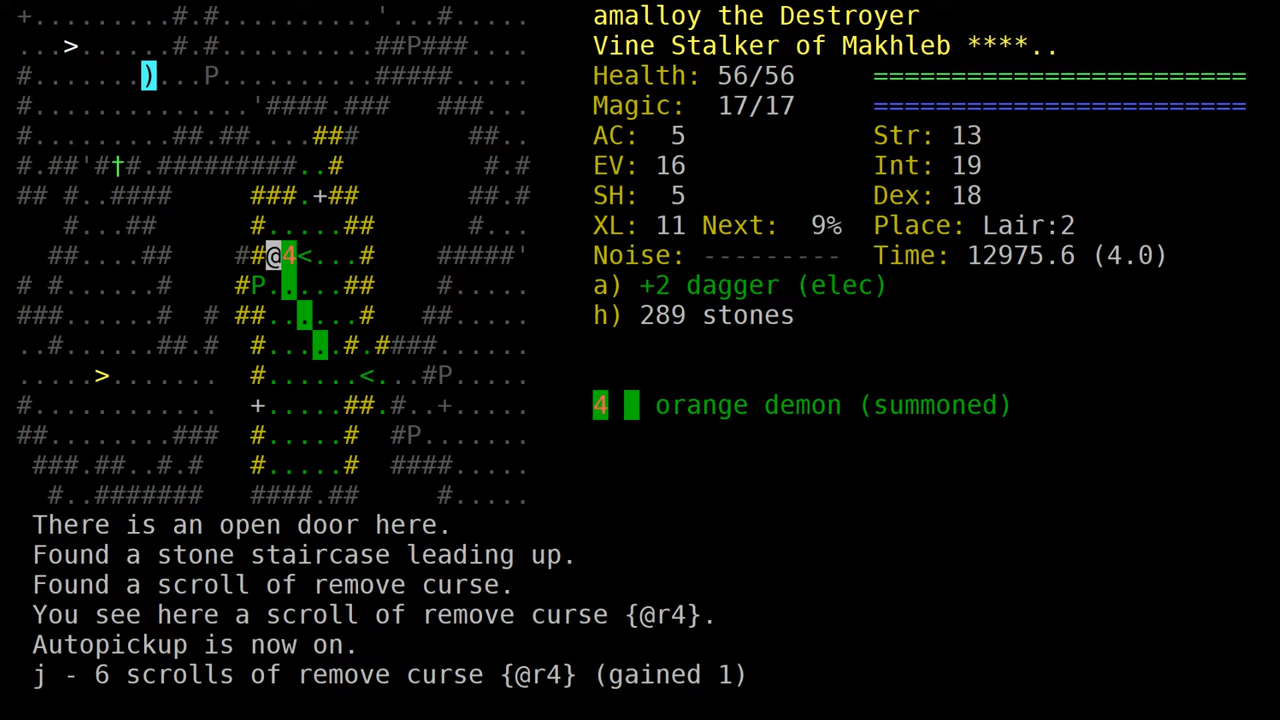 +.........#.#..........'...#.....
...>......#.#..........##P###....
#.......)...P..........#####.....
#..............'####.###   ###...
#.........##.##....###       ##..
#.##'#†#.#########..#          #.#
## #..####     ###.+##       ##.#
   #...##      #.....##      #...
  ##....##    ##@4<...#    #####'
# #......#    #P......##    #.....
###......#  # ##......#   ##.....
..#.....##.#  #.....#.####.......
.....>.......  #......<...#P.....
#............  +.....##.#..+.....
##........###  #.....#  #P.......
 ###.##..#.#   #.....#  ####.....
  #..#######   ####.##     #.....
amalloy the Destroyer
Vine Stalker of Makhleb ****..
Health: 56/56 ========================
Magic: 17/17 ========================
AC: 5 Str: 13
EV: 16 Int: 19
SH: 5 Dex: 18
XL: 11 Next: 9% Place: Lair:2
Noise: --------- Time: 12975.6 (4.0)
a) +2 dagger (elec)
h) 289 stones
4 orange demon (summoned)
There is an open door here.
Found a stone staircase leading up.
Found a scroll of remove curse.
You see here a scroll of remove curse {@r4}.
Autopickup is now on.
j - 6 scrolls of remove curse {@r4} (gained 1)